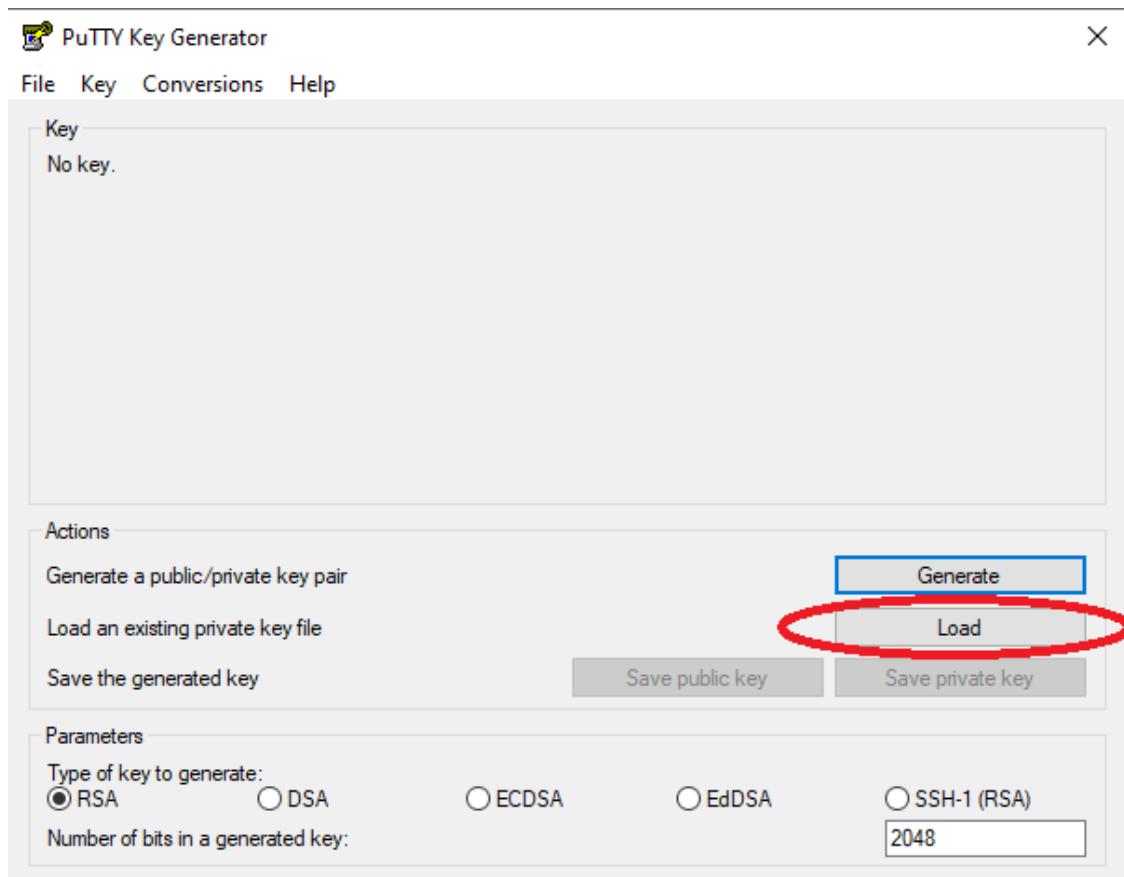 PuTTY Key Generator
File Key Conversions Help
Key
No key.
Actions
Generate a public/private key pair Generate
Load an existing private key file Load
Save the generated key Save public key Save private key
Parameters
Type of key to generate:
RSA DSA ECDSA EdDSA SSH-1 (RSA)
Number of bits in a generated key: 2048